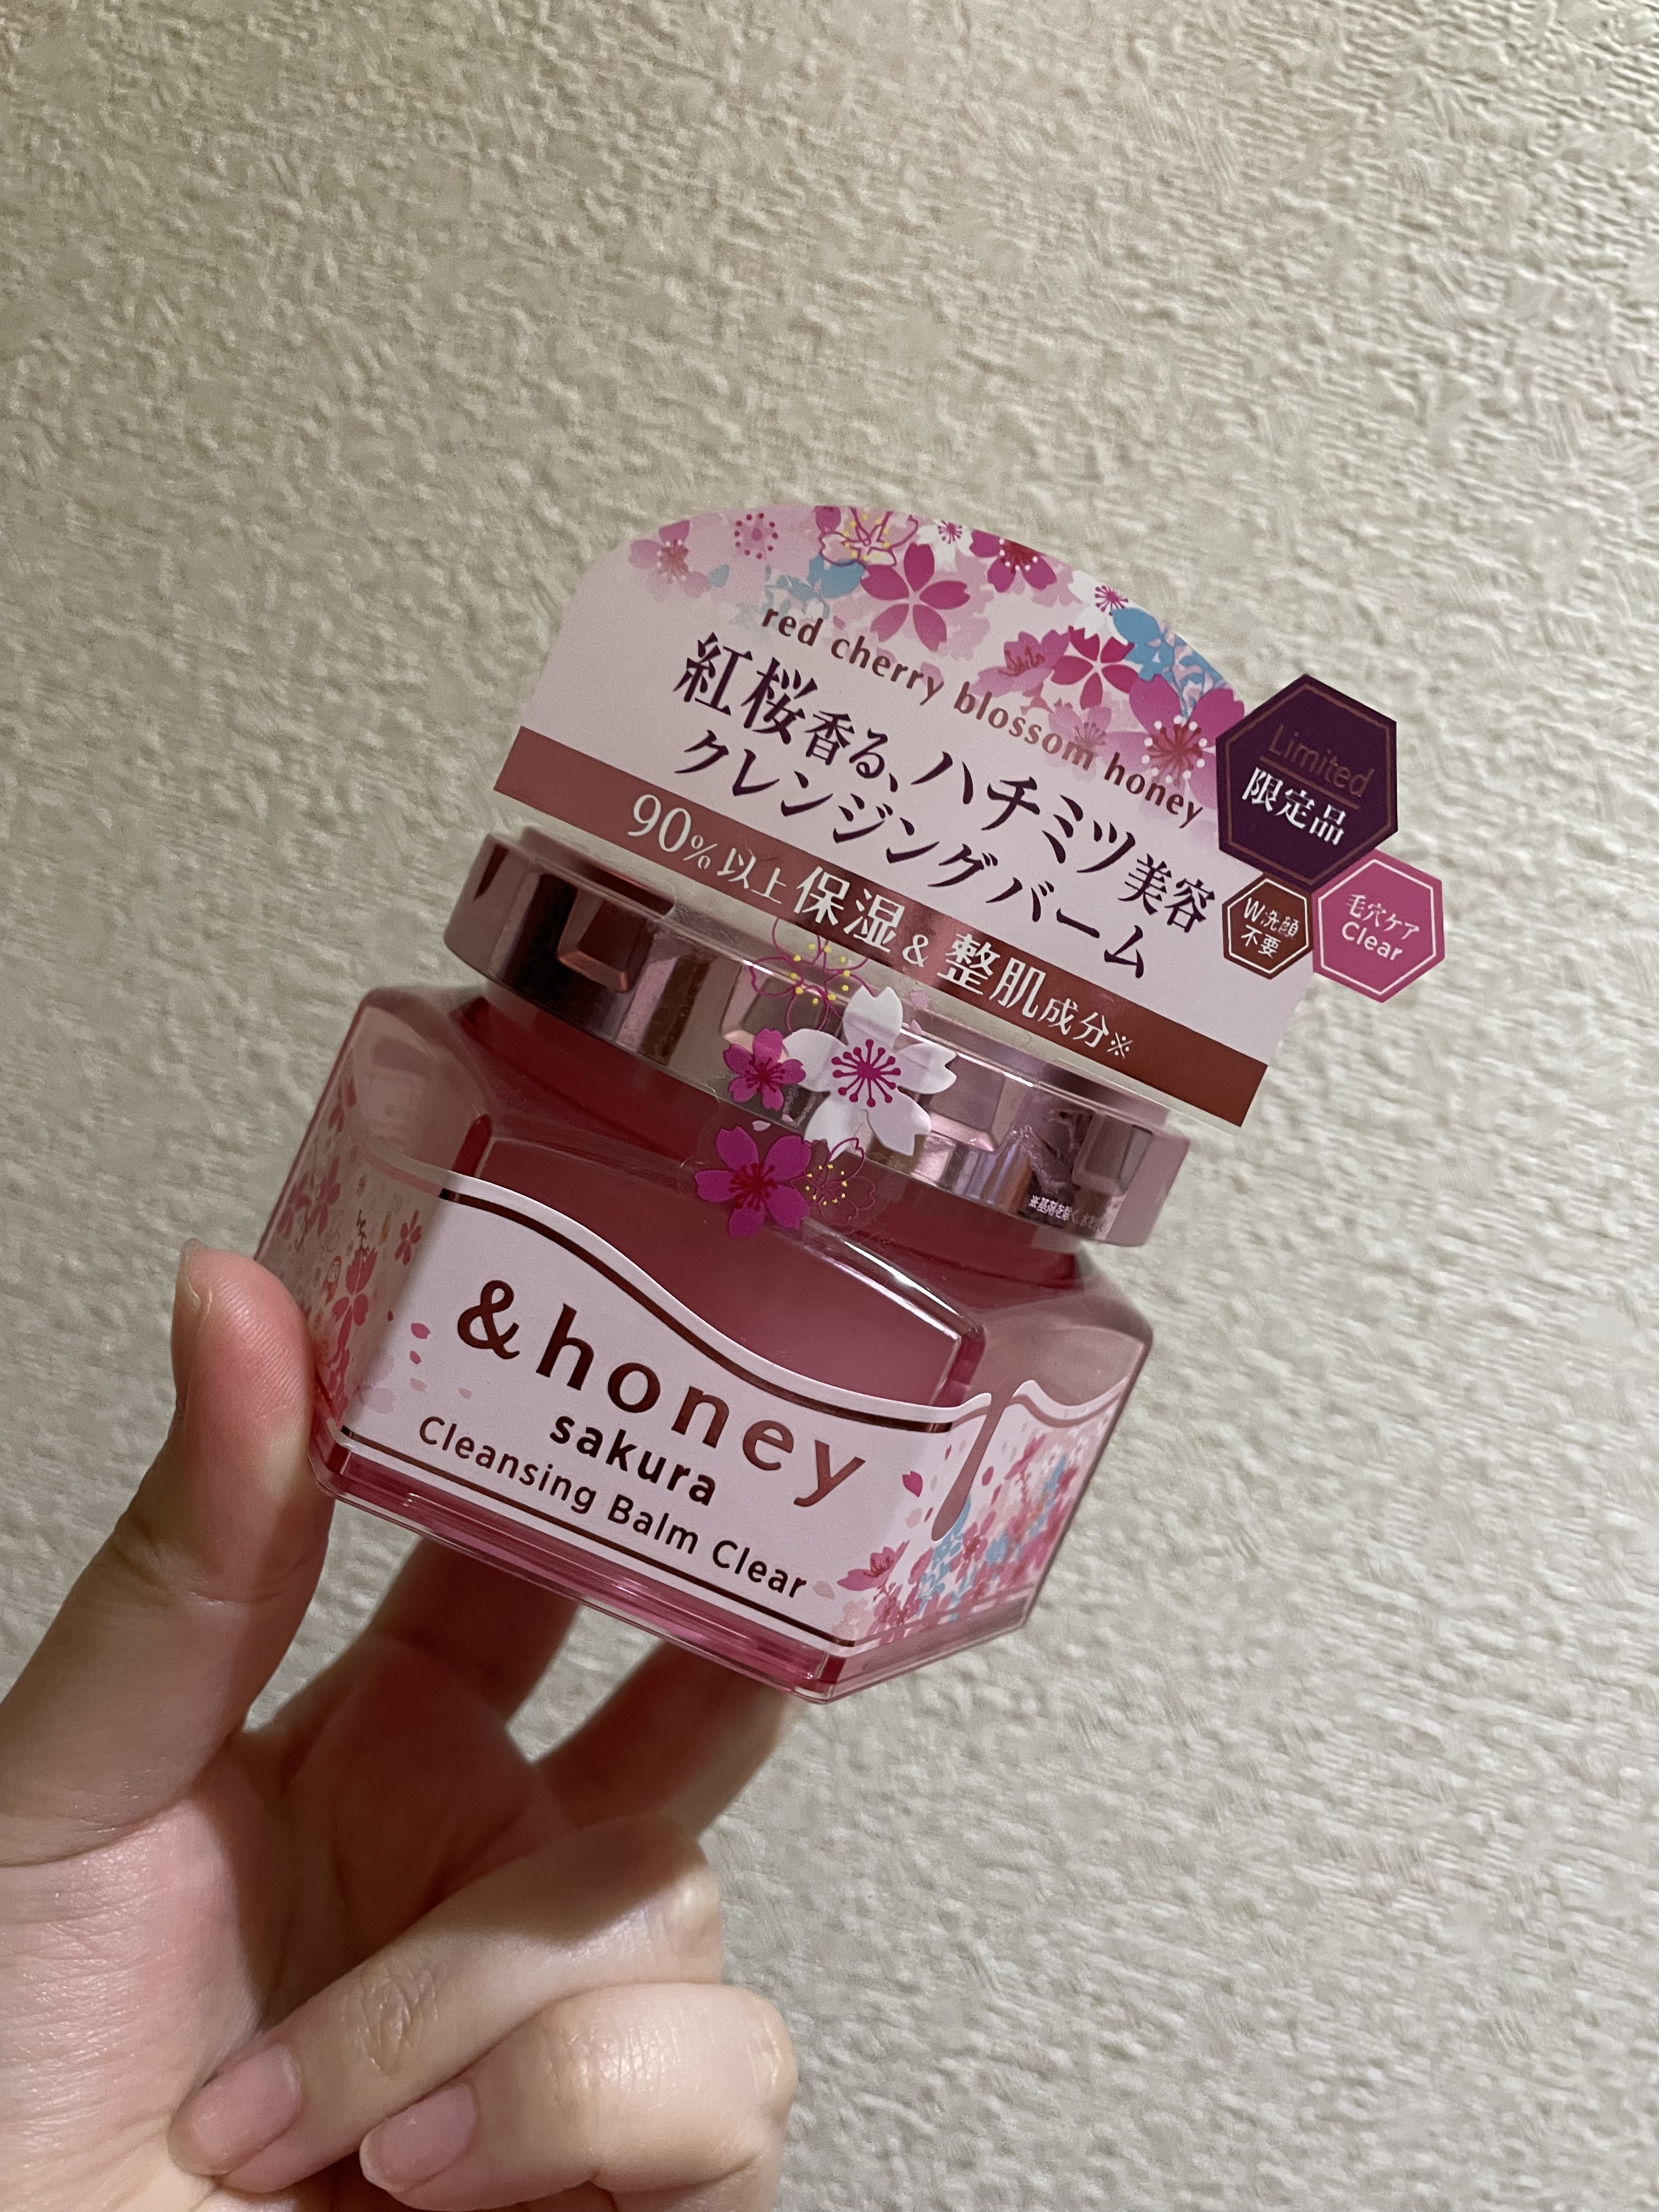 red cherry blossom honey
紅桜香る、ハチミツ美容
クレンジングバーム
90%以上保湿&整肌成分※
Limited
限定品
W洗顔
不要
毛穴ケア
Clear
&honey
sakura
Cleansing Balm Clear